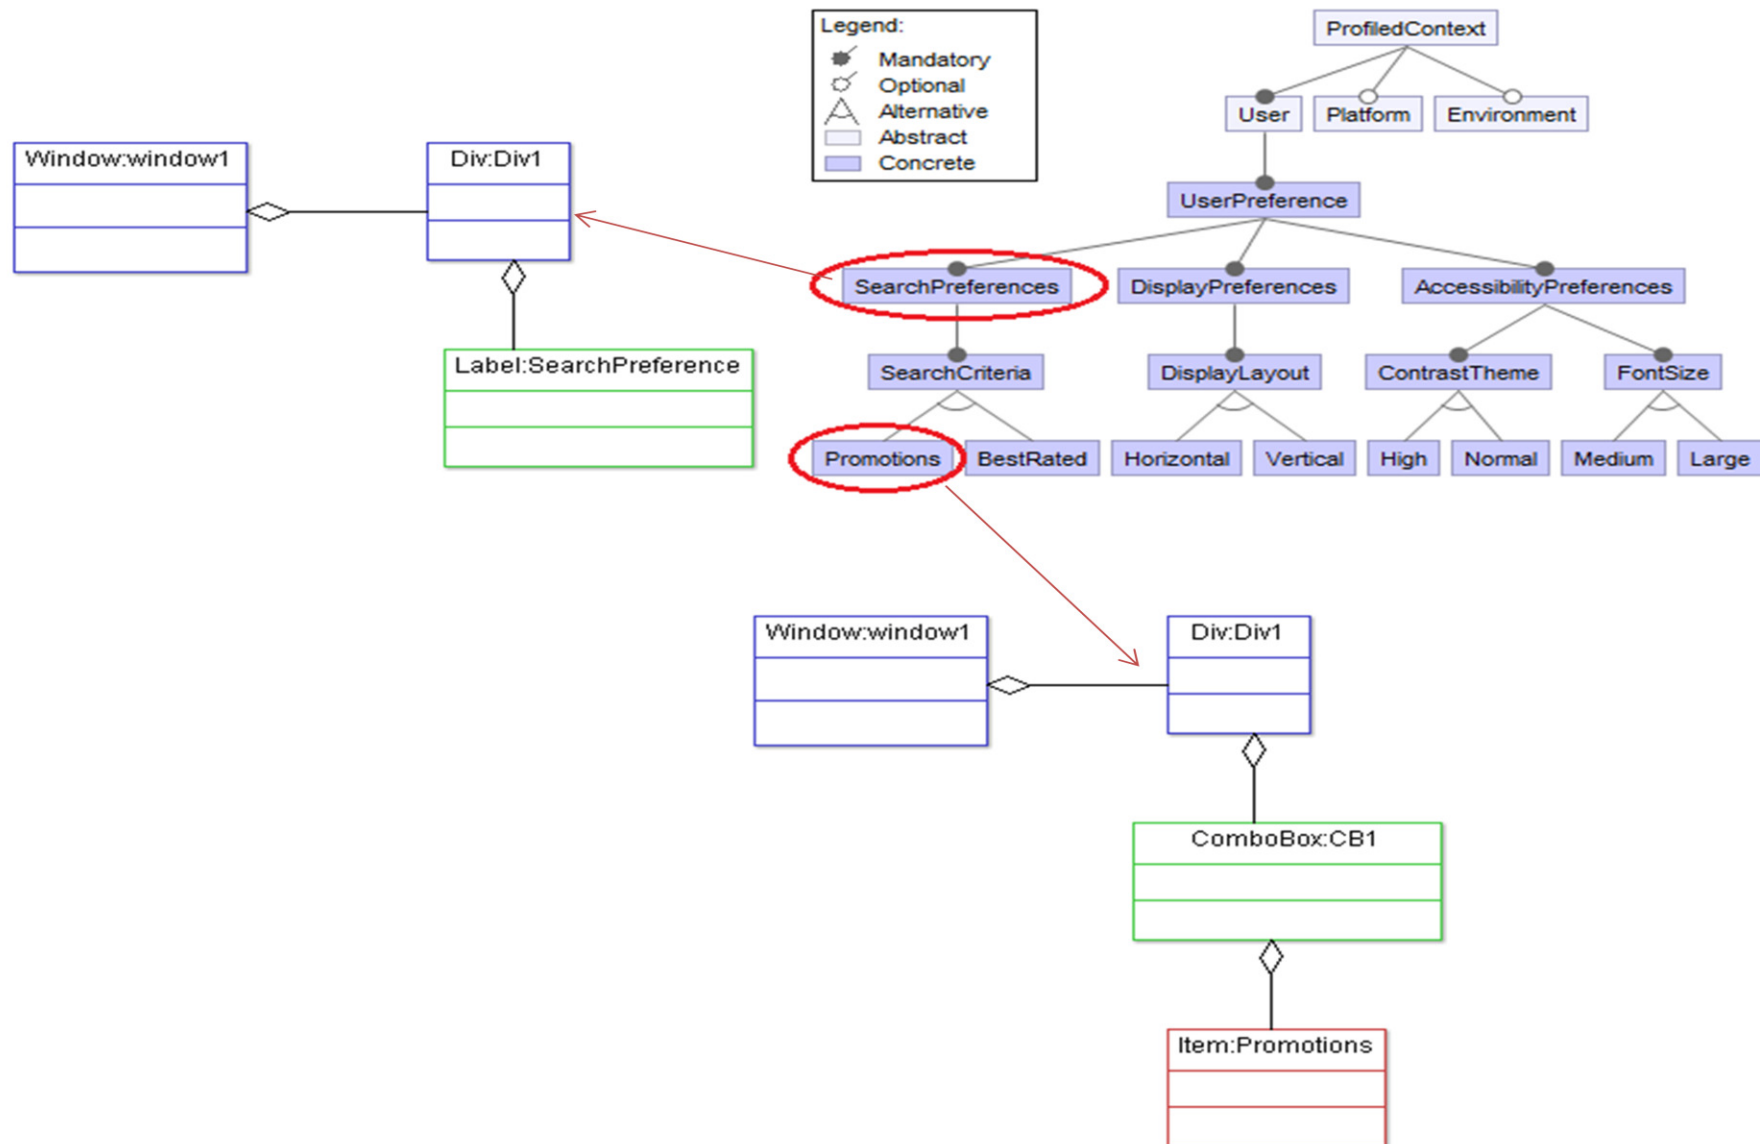 Legend:
Mandatory
Optional
Alternative
Abstract
Concrete
ProfiledContext
User
Platform
Environment
UserPreference
SearchPreferences
DisplayPreferences
AccessibilityPreferences
SearchCriteria
DisplayLayout
ContrastTheme
FontSize
Promotions
BestRated
Horizontal
Vertical
High
Normal
Medium
Large
Window:window1
Div:Div1
Label:SearchPreference
Window:window1
Div:Div1
ComboBox:CB1
Item:Promotions